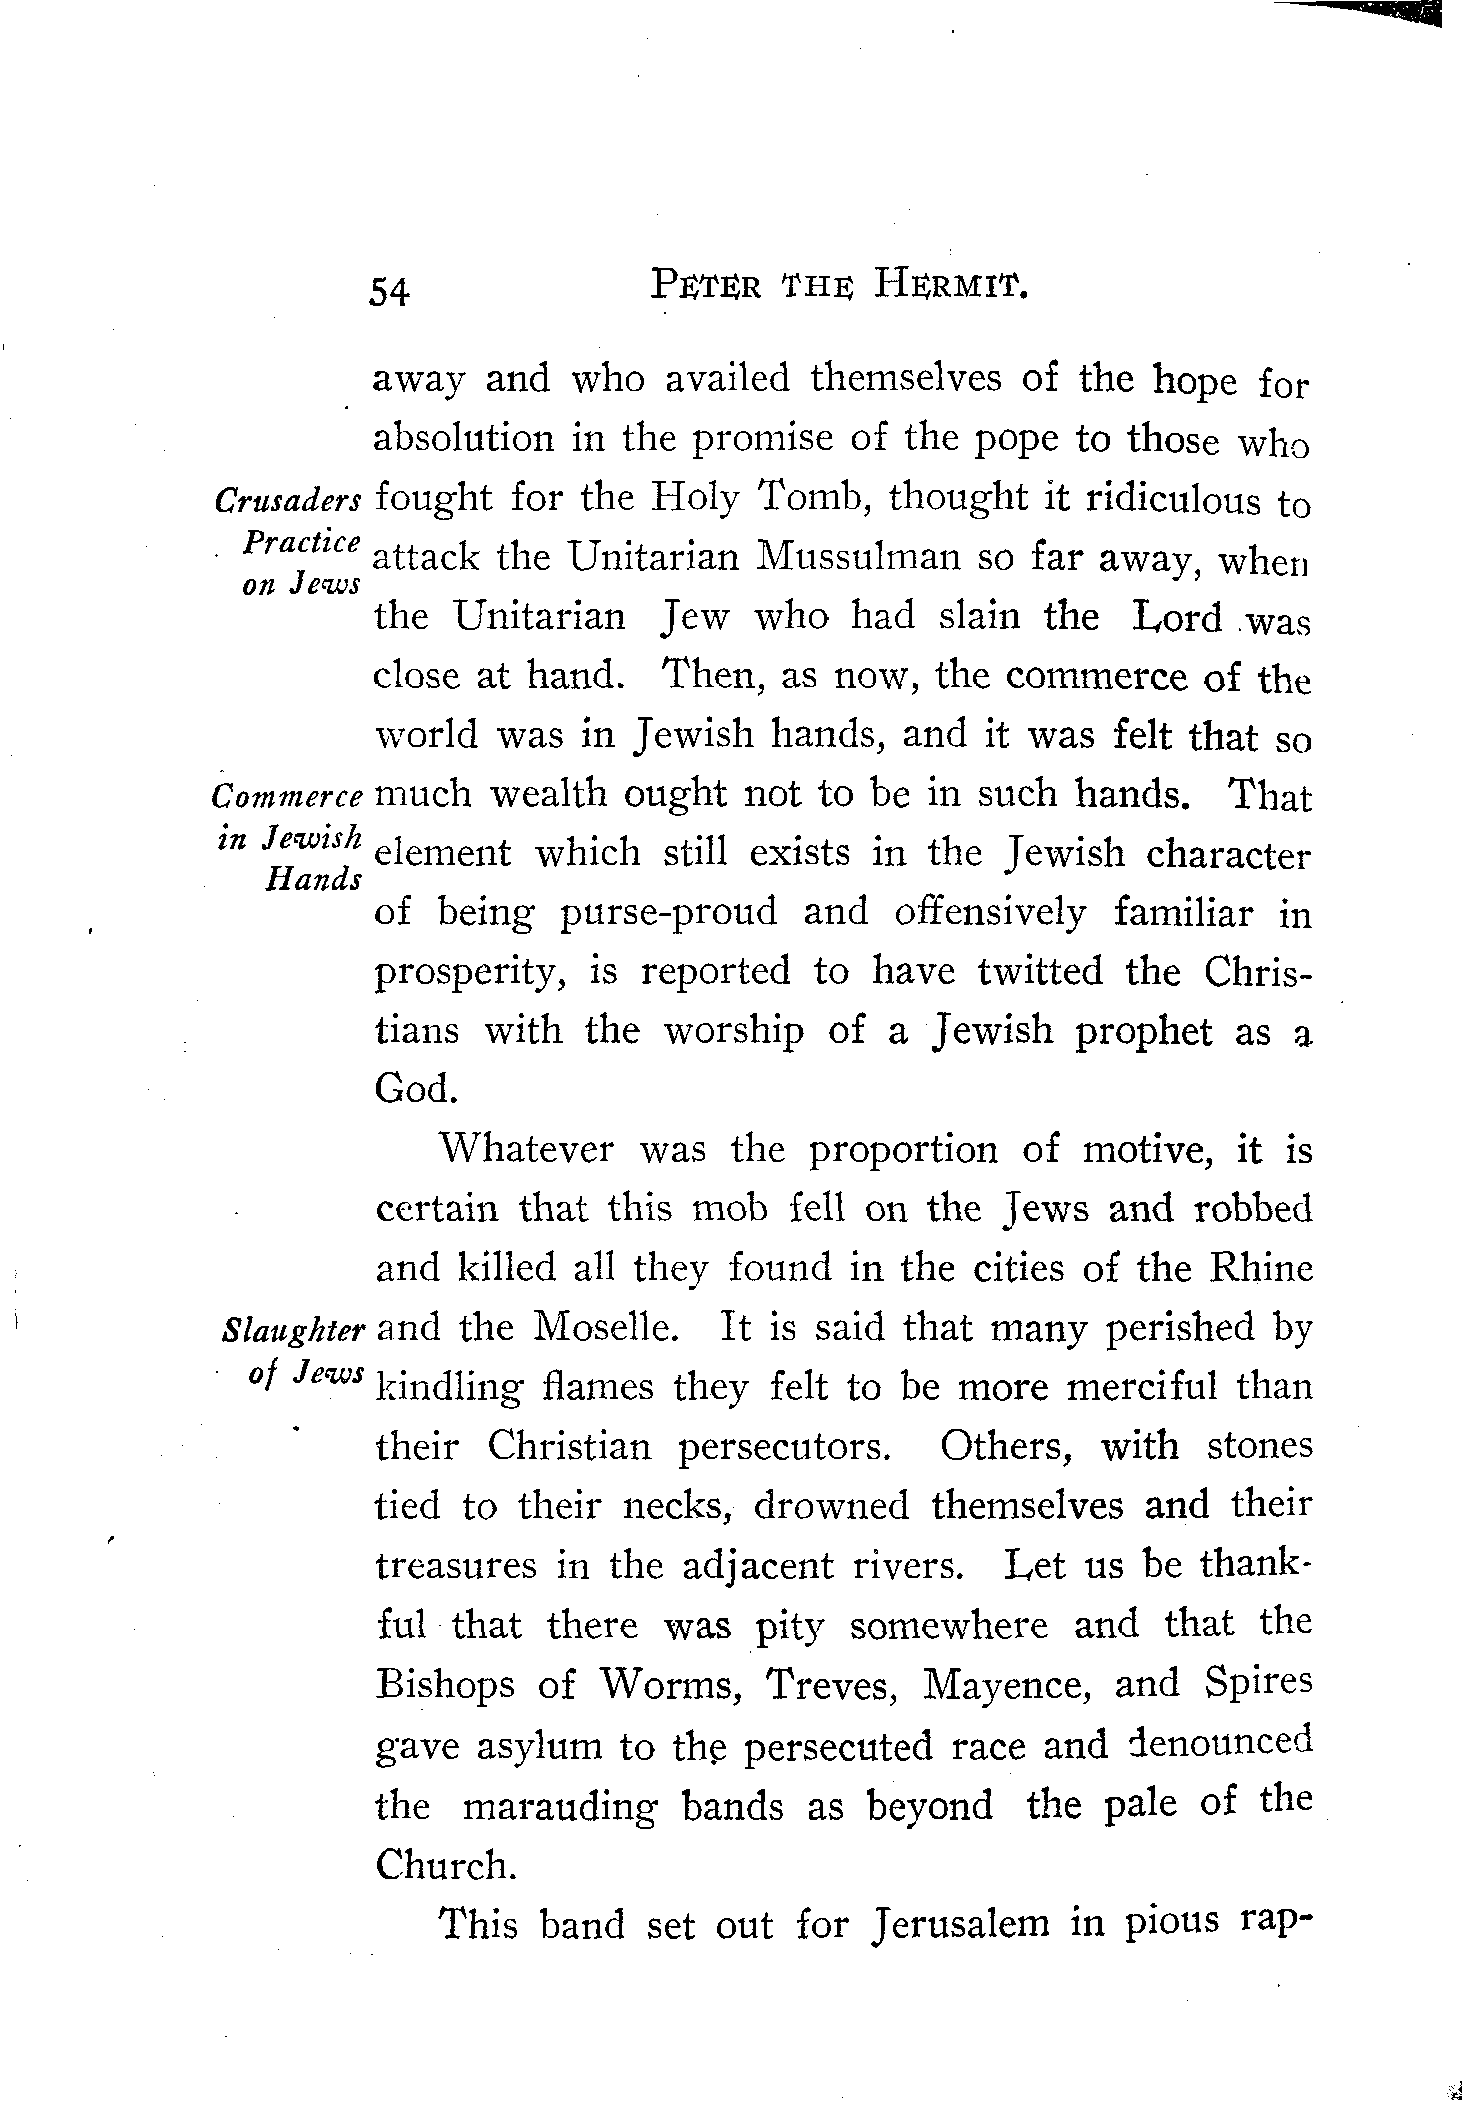 54 PETER THE HERMIT.
away and who availed themselves of the hope for
absolution in the promise of the pope to those who
Crusaders fought for the Holy Tomb, thought it ridiculous to
Practice attack the Unitarian Mussulman so far away, when
on Jews
the Unitarian Jew who had slain the Lord was
close at hand. Then, as now, the commerce of the
world was in Jewish hands, and it was felt that so
Commerce much wealth ought not to be in such hands. That
in Jewish element which still exists in the Jewish character
Hands
of being purse-proud and offensively familiar in
prosperity, is reported to have twitted the Chris-
tians with the worship of a Jewish prophet as a
God.
Whatever was the proportion of motive, it is
certain that this mob fell on the Jews and robbed
and killed all they found in the cities of the Rhine
Slaughter and the Moselle. It is said that many perished by
of Jews kindling flames they felt to be more merciful than
their Christian persecutors. Others, with stones
tied to their necks, drowned themselves and their
treasures in the adjacent rivers. Let us be thank-
ful that there was pity somewhere and that the
Bishops of Worms, Treves, Mayence, and Spires
gave asylum to the persecuted race and denounced
the marauding bands as beyond the pale of the
Church.
This band set out for Jerusalem in pious rap-